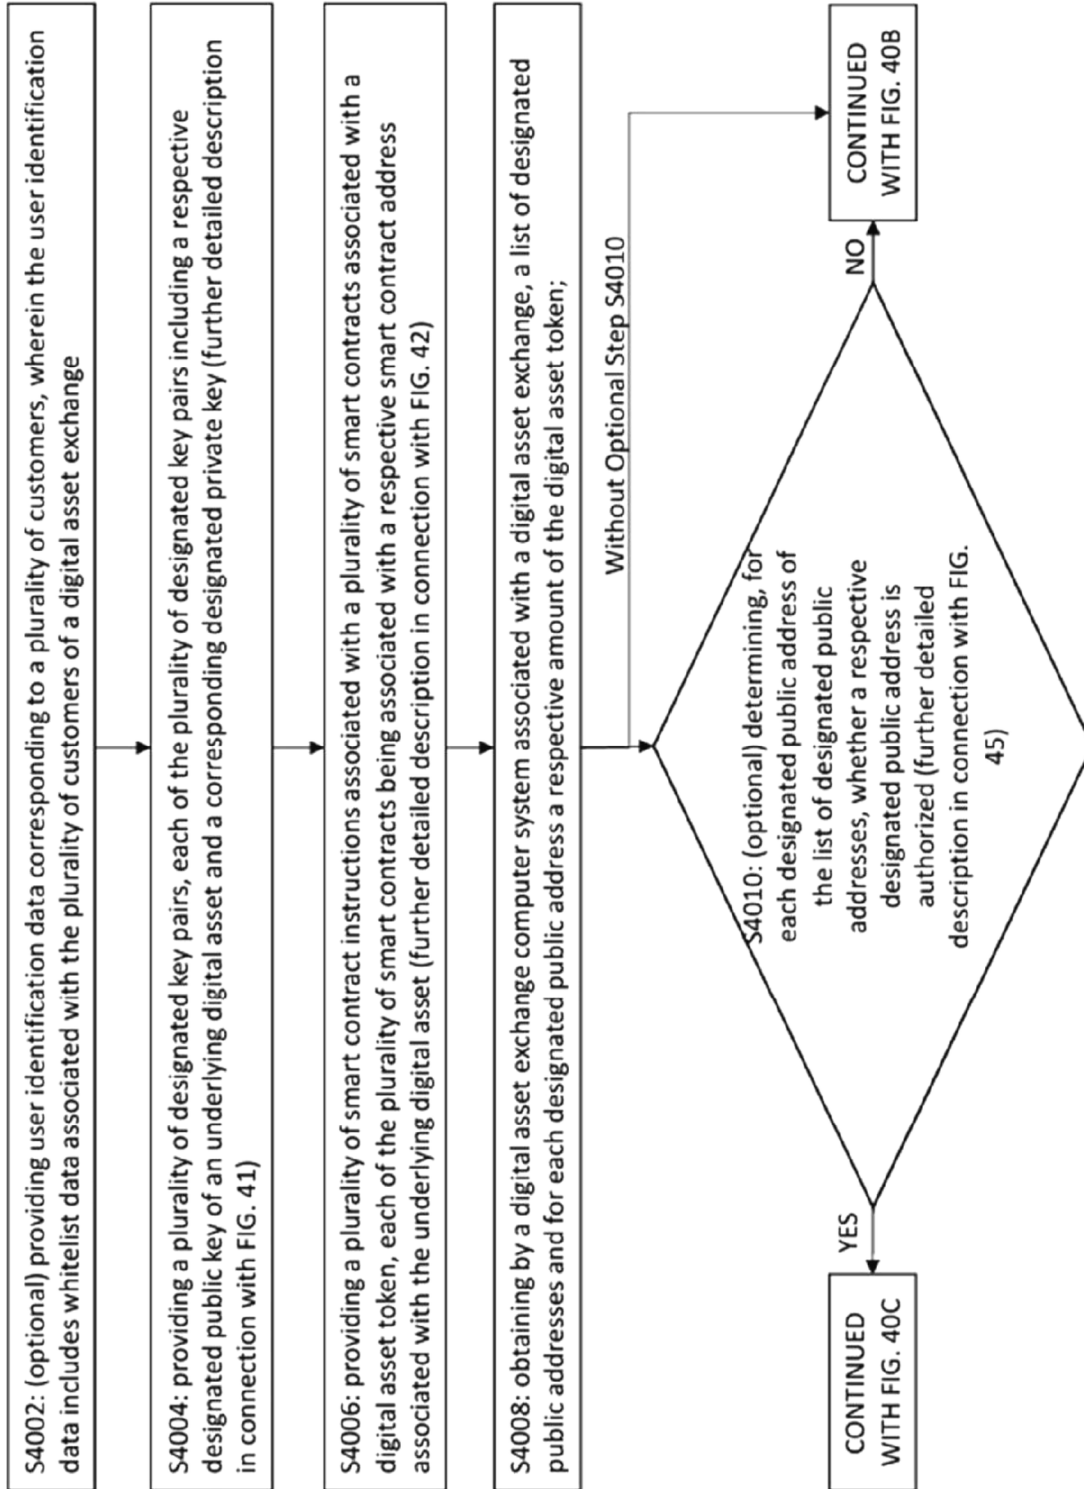 S4002: (optional) providing user identification data corresponding to a plurality of customers, wherein the user identification
data includes whitelist data associated with the plurality of customers of a digital asset exchange
S4004: providing a plurality of designated key pairs, each of the plurality of designated key pairs including a respective
designated public key of an underlying digital asset and a corresponding designated private key (further detailed description
in connection with FIG. 41)
S4006: providing a plurality of smart contract instructions associated with a plurality of smart contracts associated with a
digital asset token, each of the plurality of smart contracts being associated with a respective smart contract address
associated with the underlying digital asset (further detailed description in connection with FIG. 42)
S4008: obtaining by a digital asset exchange computer system associated with a digital asset exchange, a list of designated
public addresses and for each designated public address a respective amount of the digital asset token;
Without Optional Step S4010
S4010: (optional) determining, for
each designated public address of
the list of designated public
addresses, whether a respective
designated public address is
authorized (further detailed
description in connection with FIG.
45)
YES
NO
CONTINUED
WITH FIG. 40C
CONTINUED
WITH FIG. 40B